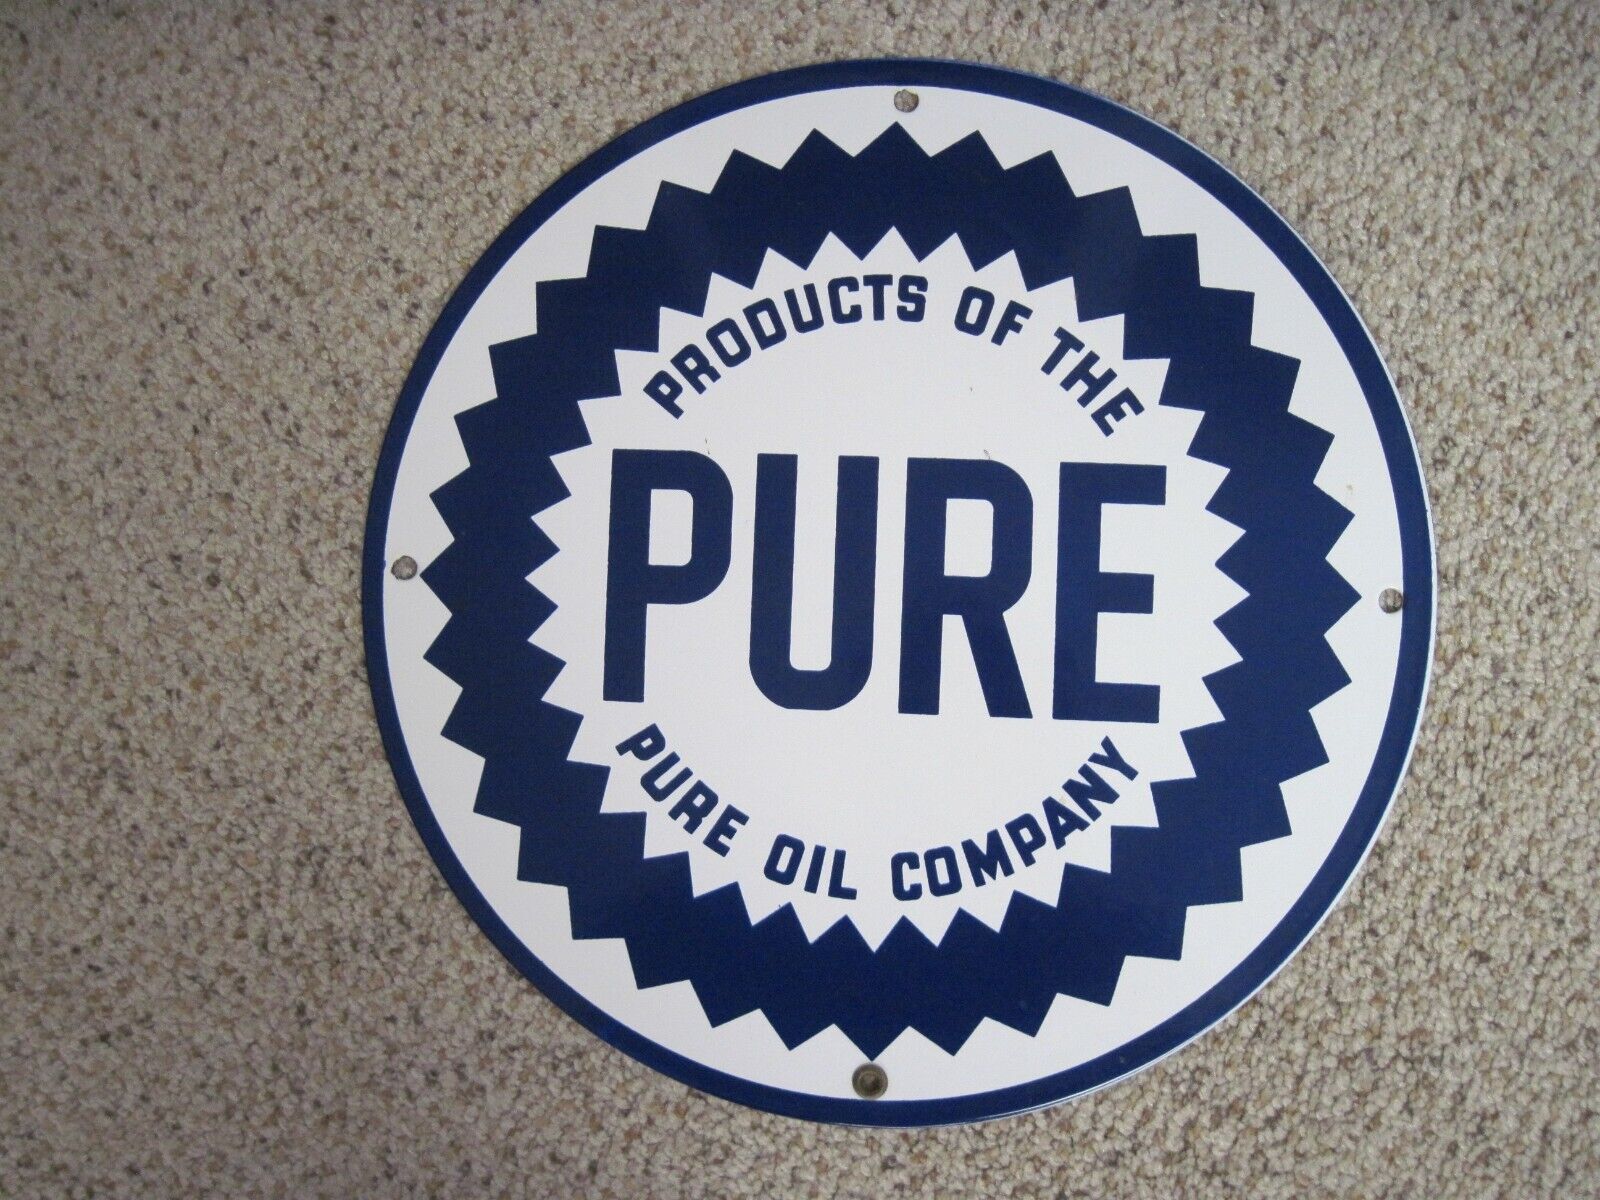 PRODUCTS OF THE
PURE
PURE OIL COMPANY